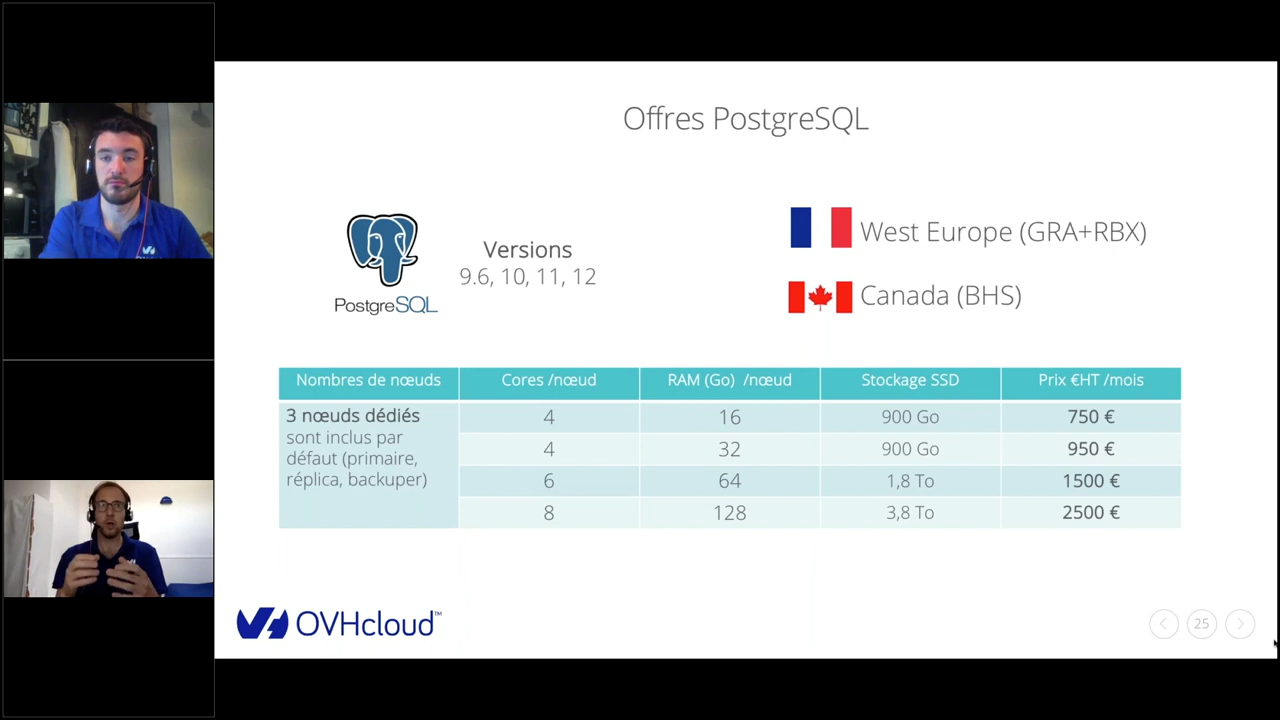 Offres PostgreSQL
PostgreSQL
Versions
9.6, 10, 11, 12
West Europe (GRA+RBX)
Canada (BHS)
Nombres de nœuds Cores /nœud RAM (Go) /nœud Stockage SSD Prix €HT /mois
3 nœuds dédiés
sont inclus par
défaut (primaire,
réplica, backuper)
4 16 900 Go 750 €
4 32 900 Go 950 €
6 64 1,8 To 1500 €
8 128 3,8 To 2500 €
OVHcloud™
25